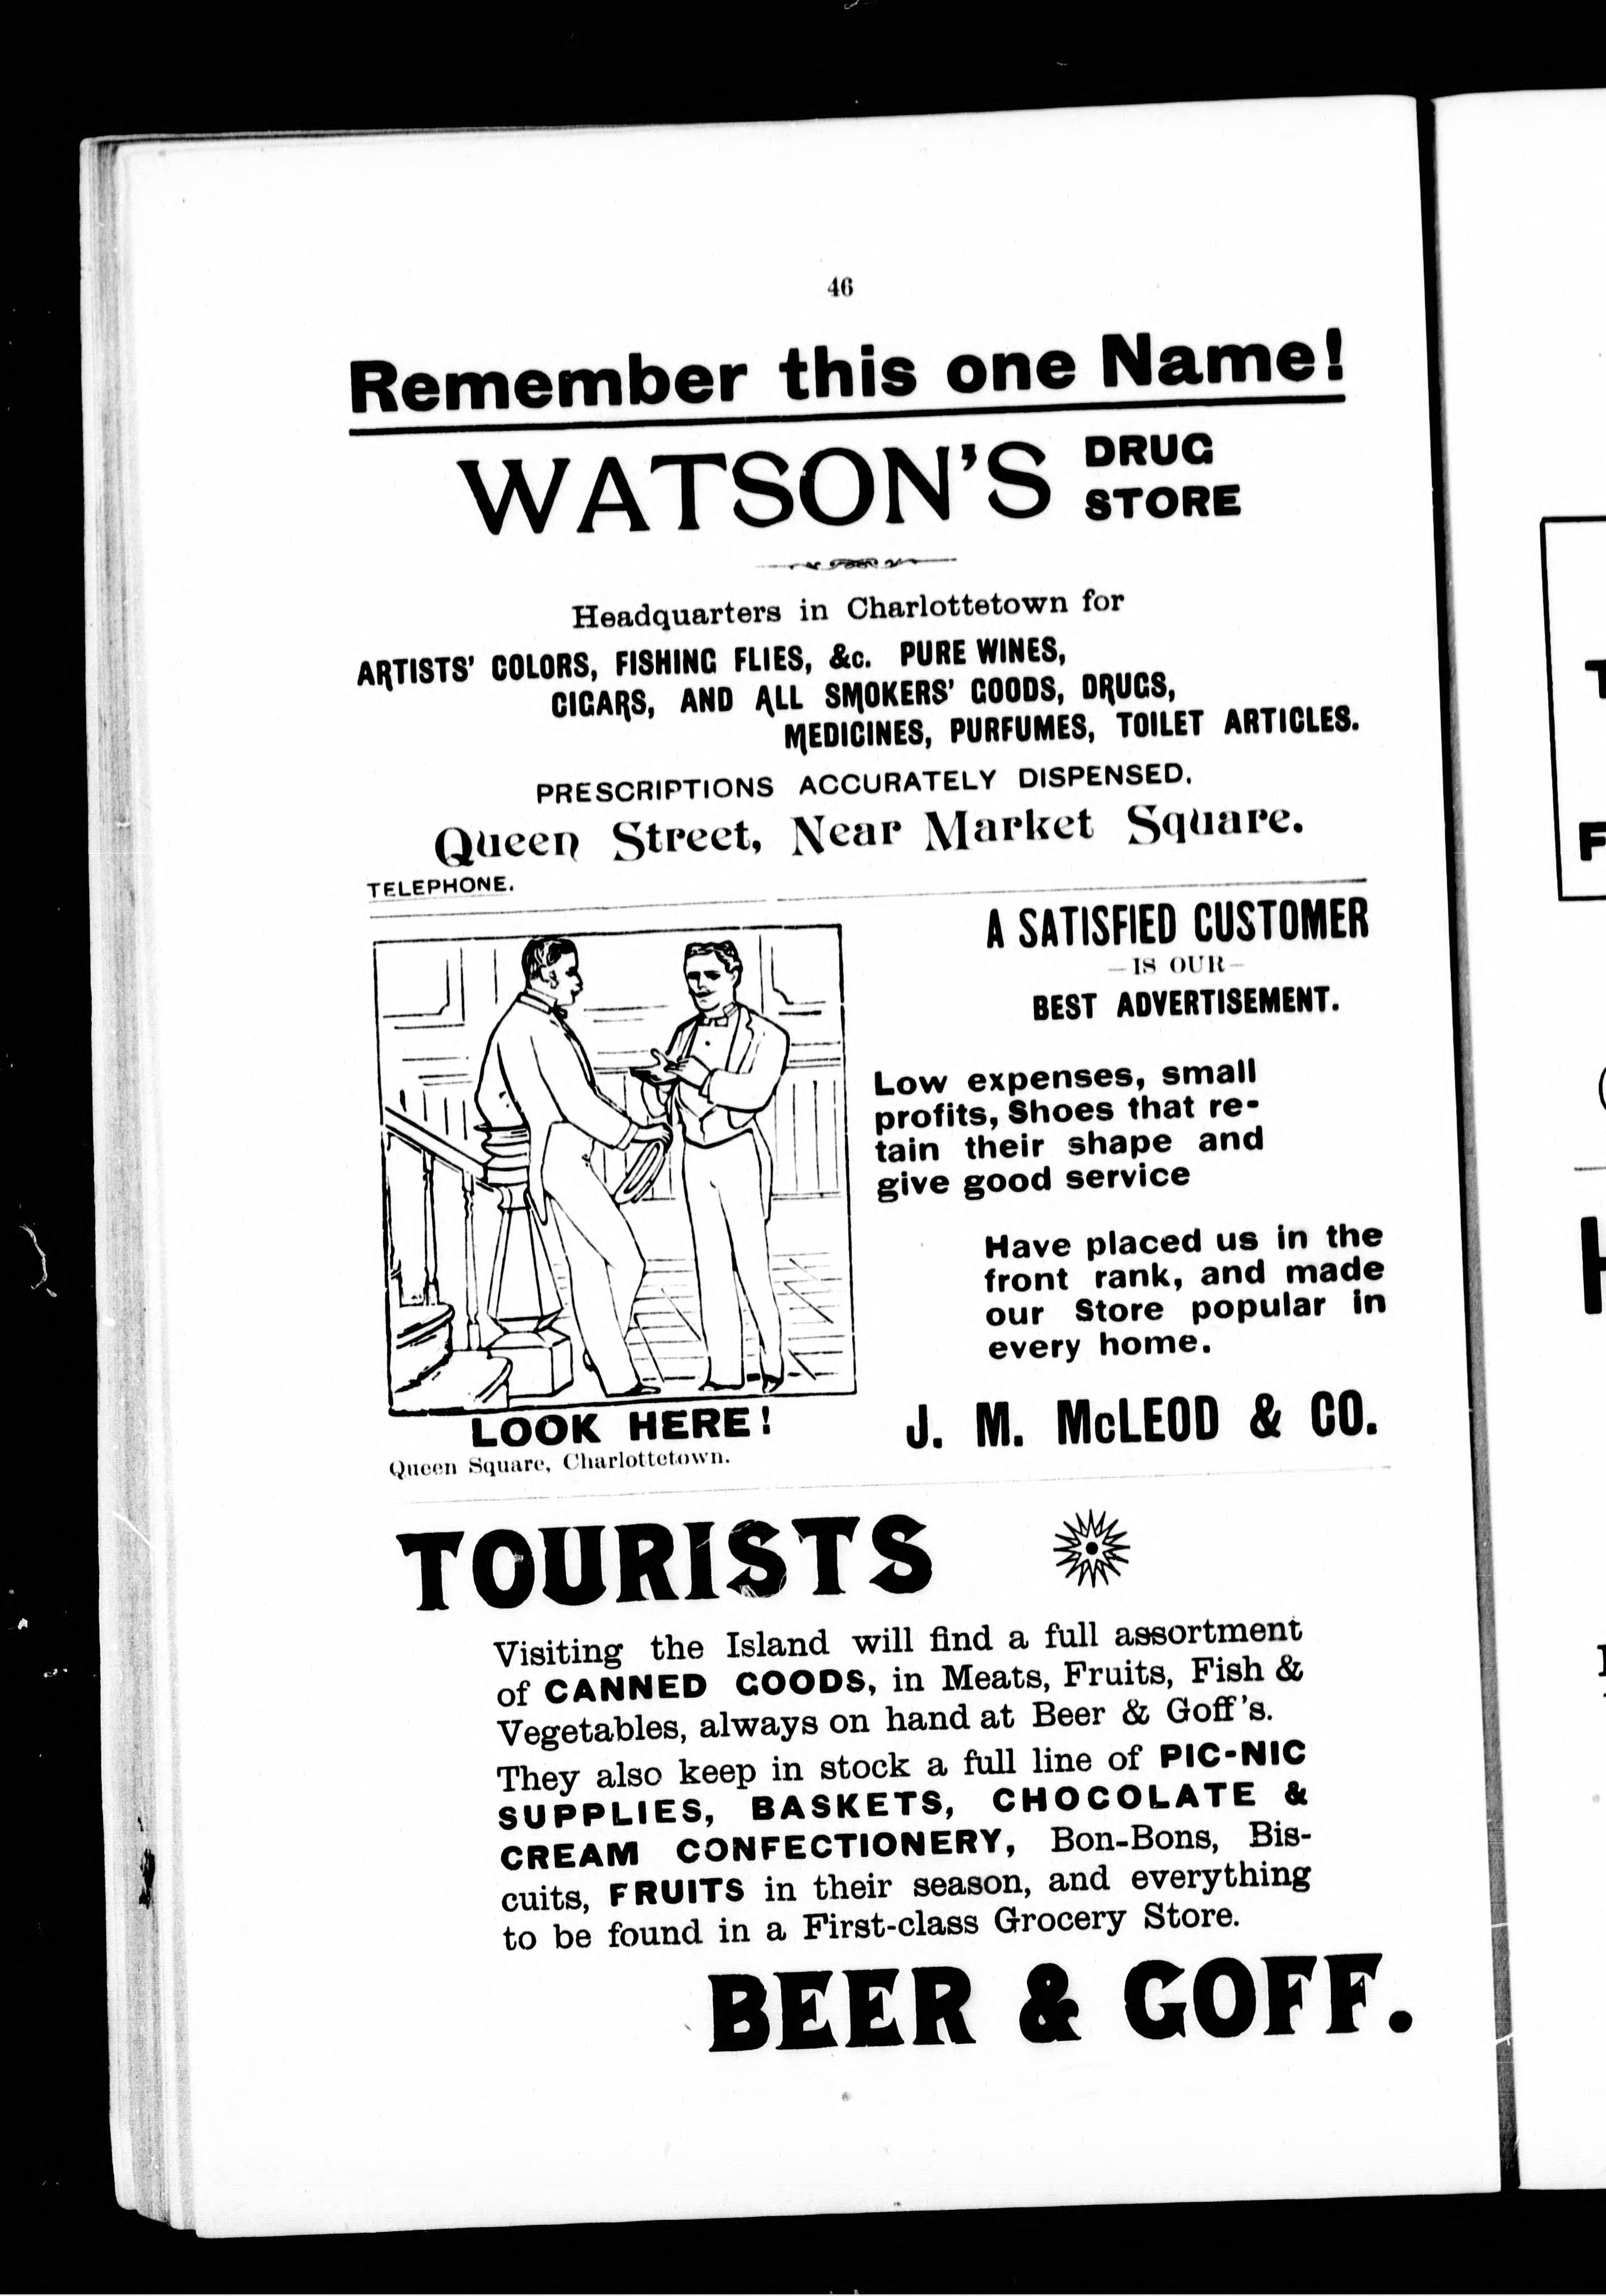 46
Remember this one Name!
WATSON'S DRUG STORE
Headquarters in Charlottetown for
ARTISTS' COLORS, FISHING FLIES, &c. PURE WINES,
CIGARS, AND ALL SMOKERS' GOODS, DRUGS,
MEDICINES, PURFUMES, TOILET ARTICLES.
PRESCRIPTIONS ACCURATELY DISPENSED.
Queen Street, Near Market Square.
TELEPHONE.
A SATISFIED CUSTOMER
—IS OUR—
BEST ADVERTISEMENT.
Low expenses, small
profits, Shoes that re-
tain their shape and
give good service
Have placed us in the
front rank, and made
our Store popular in
every home.
LOOK HERE!
J. M. McLEOD & CO.
Queen Square, Charlottetown.
TOURISTS
Visiting the Island will find a full assortment
of CANNED GOODS, in Meats, Fruits, Fish &
Vegetables, always on hand at Beer & Goff's.
They also keep in stock a full line of PIC-NIC
SUPPLIES, BASKETS, CHOCOLATE &
CREAM CONFECTIONERY, Bon-Bons, Bis-
cuits, FRUITS in their season, and everything
to be found in a First-class Grocery Store.
BEER & GOFF.